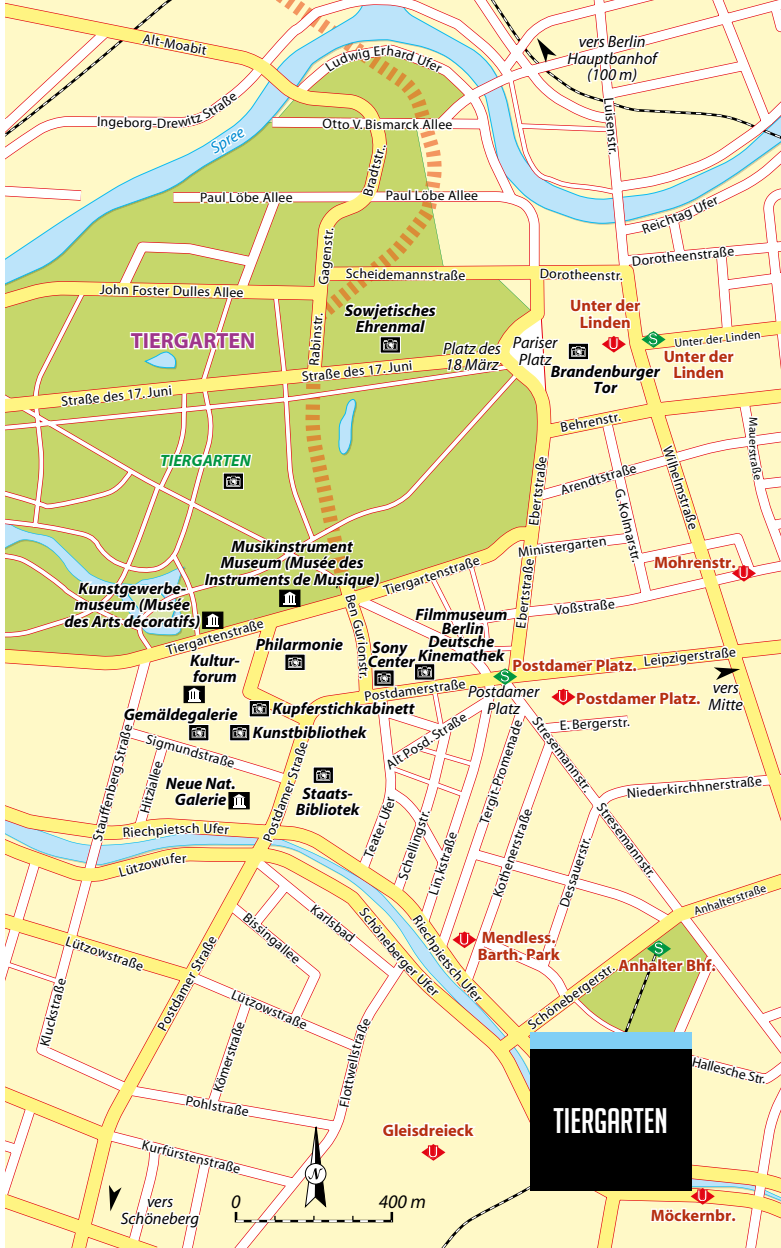 Alt-Moabit
Ludwig Erhard Ufer
vers Berlin
Hauptbanhof
(100 m)
Ingeborg-Drewitz Straße
Spree
Otto V. Bismarck Allee
Luisenstr.
Bradtstr.
Paul Löbe Allee
Paul Löbe Allee
Reichtag Ufer
Gagenstr.
Scheidemannstraße
Dorotheenstr.
Dorotheenstraße
John Foster Dulles Allee
Sowjetisches
Ehrenmal
Unter der
Linden
TIERGARTEN
Rabinstr.
Platz des
18 März
Pariser
Platz
Unter der Linden
Unter der
Linden
Brandenburger
Tor
Straße des 17. Juni
Straße des 17. Juni
Behrenstr.
Mauerstraße
TIERGARTEN
Ebertstraße
Arendtstraße
Wilhelmstraße
G. Kolmarstr.
Ministergarten
Musikinstrument
Museum (Musée des
Instruments de Musique)
Tiergartenstraße
Mohrenstr.
Kunstgewerbe-
museum (Musée
des Arts décoratifs)
Ben Gurionstr.
Ebertstraße
Voßstraße
Tiergartenstraße
Philarmonie
Filmmuseum
Berlin
Deutsche
Kinemathek
Sony
Center
Kultur-
forum
Postdamer Platz.
Leipzigerstraße
Postdamerstraße
Postdamer
Platz
Postdamer Platz.
vers
Mitte
Kupferstichkabinett
Gemäldegalerie
Kunstbibliothek
E. Bergerstr.
Sigmundstraße
Alt. Posd. Straße
Stresemannstr.
Stauffenberg Straße
Hitziallee
Neue Nat.
Galerie
Staats-
Bibliotek
Postdamer Straße
Tergit-Promenade
Niederkirchhnerstraße
Riechpietsch Ufer
Teater Ufer
Schellingstr.
Lin.kstraße
Kothenerstraße
Dessauerstr.
Stresemannstr.
Lützowufer
Anhalterstraße
Bissingallee
Karlsbad
Schöneberger Ufer
Riechpietsch Ufer
Mendless.
Barth. Park
Anhalter Bhf.
Lützowstraße
Postdamer Straße
Schönebergerstr.
Kluckstraße
Lützowstraße
Körnerstraße
Flottwellstraße
Hallesche Str.
Pohlstraße
TIERGARTEN
Gleisdreieck
Kurfürstenstraße
N
vers
Schöneberg
0
400 m
Möckernbr.